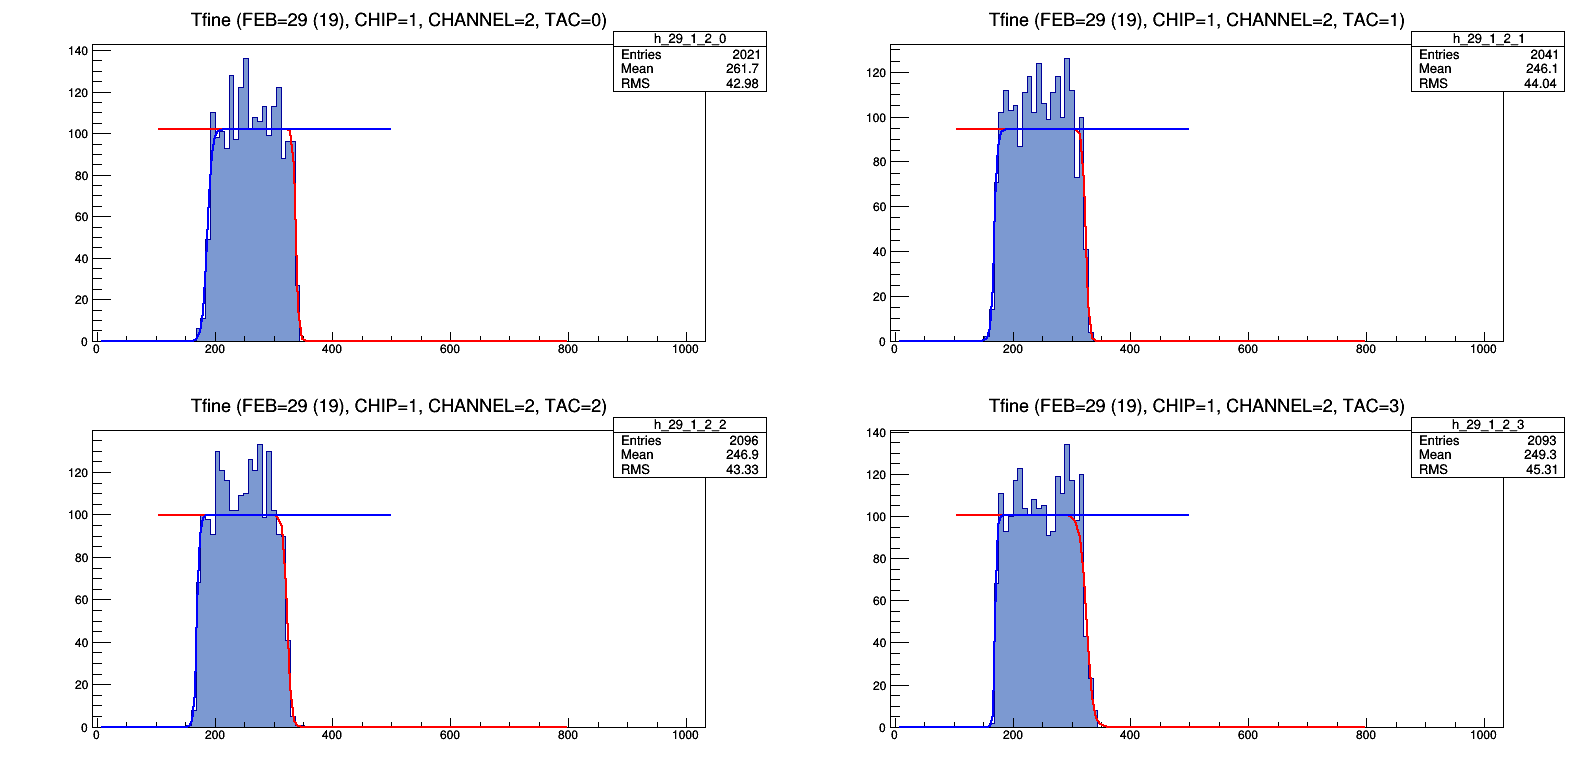 Tfine (FEB=29 (19), CHIP=1, CHANNEL=2, TAC=0)
h_29_1_2_0
Entries 2021
Mean 261.7
RMS 42.98
140
120
100
80
60
40
20
0
0 200 400 600 800 1000
Tfine (FEB=29 (19), CHIP=1, CHANNEL=2, TAC=1)
h_29_1_2_1
Entries 2041
Mean 246.1
RMS 44.04
120
100
80
60
40
20
0
0 200 400 600 800 1000
Tfine (FEB=29 (19), CHIP=1, CHANNEL=2, TAC=2)
h_29_1_2_2
Entries 2096
Mean 246.9
RMS 43.33
120
100
80
60
40
20
0
0 200 400 600 800 1000
Tfine (FEB=29 (19), CHIP=1, CHANNEL=2, TAC=3)
h_29_1_2_3
Entries 2093
Mean 249.3
RMS 45.31
140
120
100
80
60
40
20
0
0 200 400 600 800 1000